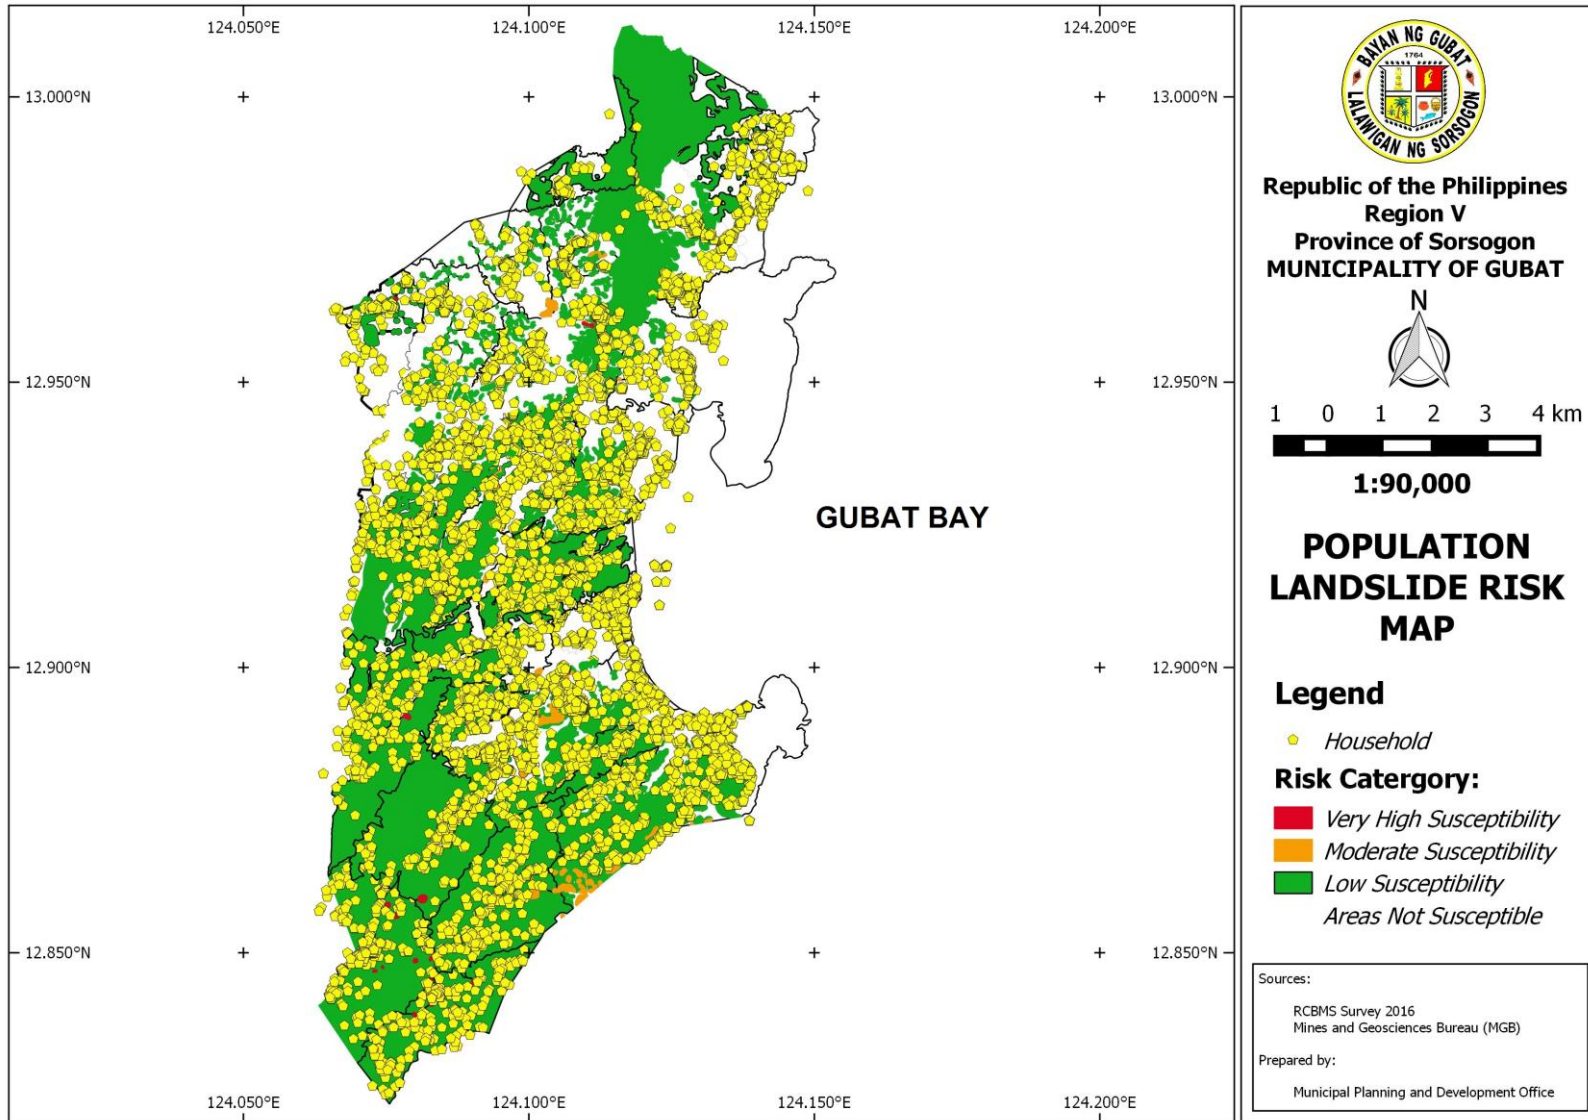 124.050°E
124.100°E
124.150°E
124.200°E
13.000°N
13.000°N
12.950°N
12.950°N
12.900°N
12.900°N
12.850°N
12.850°N
124.050°E
124.100°E
124.150°E
124.200°E
GUBAT BAY
BAYAN NG GUBAT
1764
LALAWIGAN NG SORSOGON
Republic of the Philippines
Region V
Province of Sorsogon
MUNICIPALITY OF GUBAT
N
1 0 1 2 3 4 km
1:90,000
POPULATION
LANDSLIDE RISK
MAP
Legend
Household
Risk Catergory:
Very High Susceptibility
Moderate Susceptibility
Low Susceptibility
Areas Not Susceptible
Sources:
RCBMS Survey 2016
Mines and Geosciences Bureau (MGB)
Prepared by:
Municipal Planning and Development Office